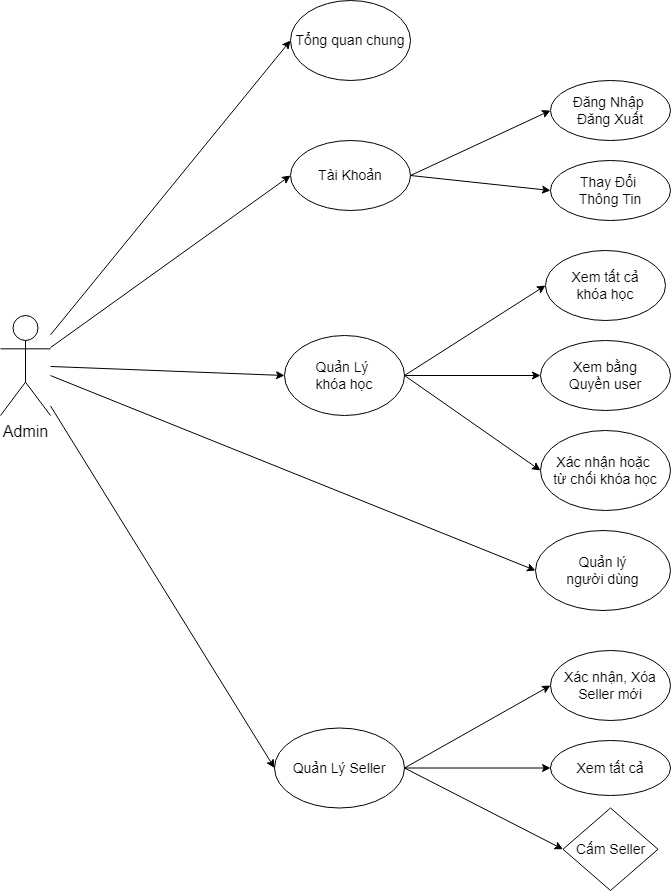 Tổng quan chung
Đăng Nhập
Đăng Xuất
Tài Khoản
Thay Đổi
Thông Tin
Xem tất cả
khóa học
Quản Lý
khóa học
Xem bằng
Quyền user
Admin
Xác nhận hoặc
từ chối khóa học
Quản lý
người dùng
Xác nhận, Xóa
Seller mới
Quản Lý Seller
Xem tất cả
Cấm Seller